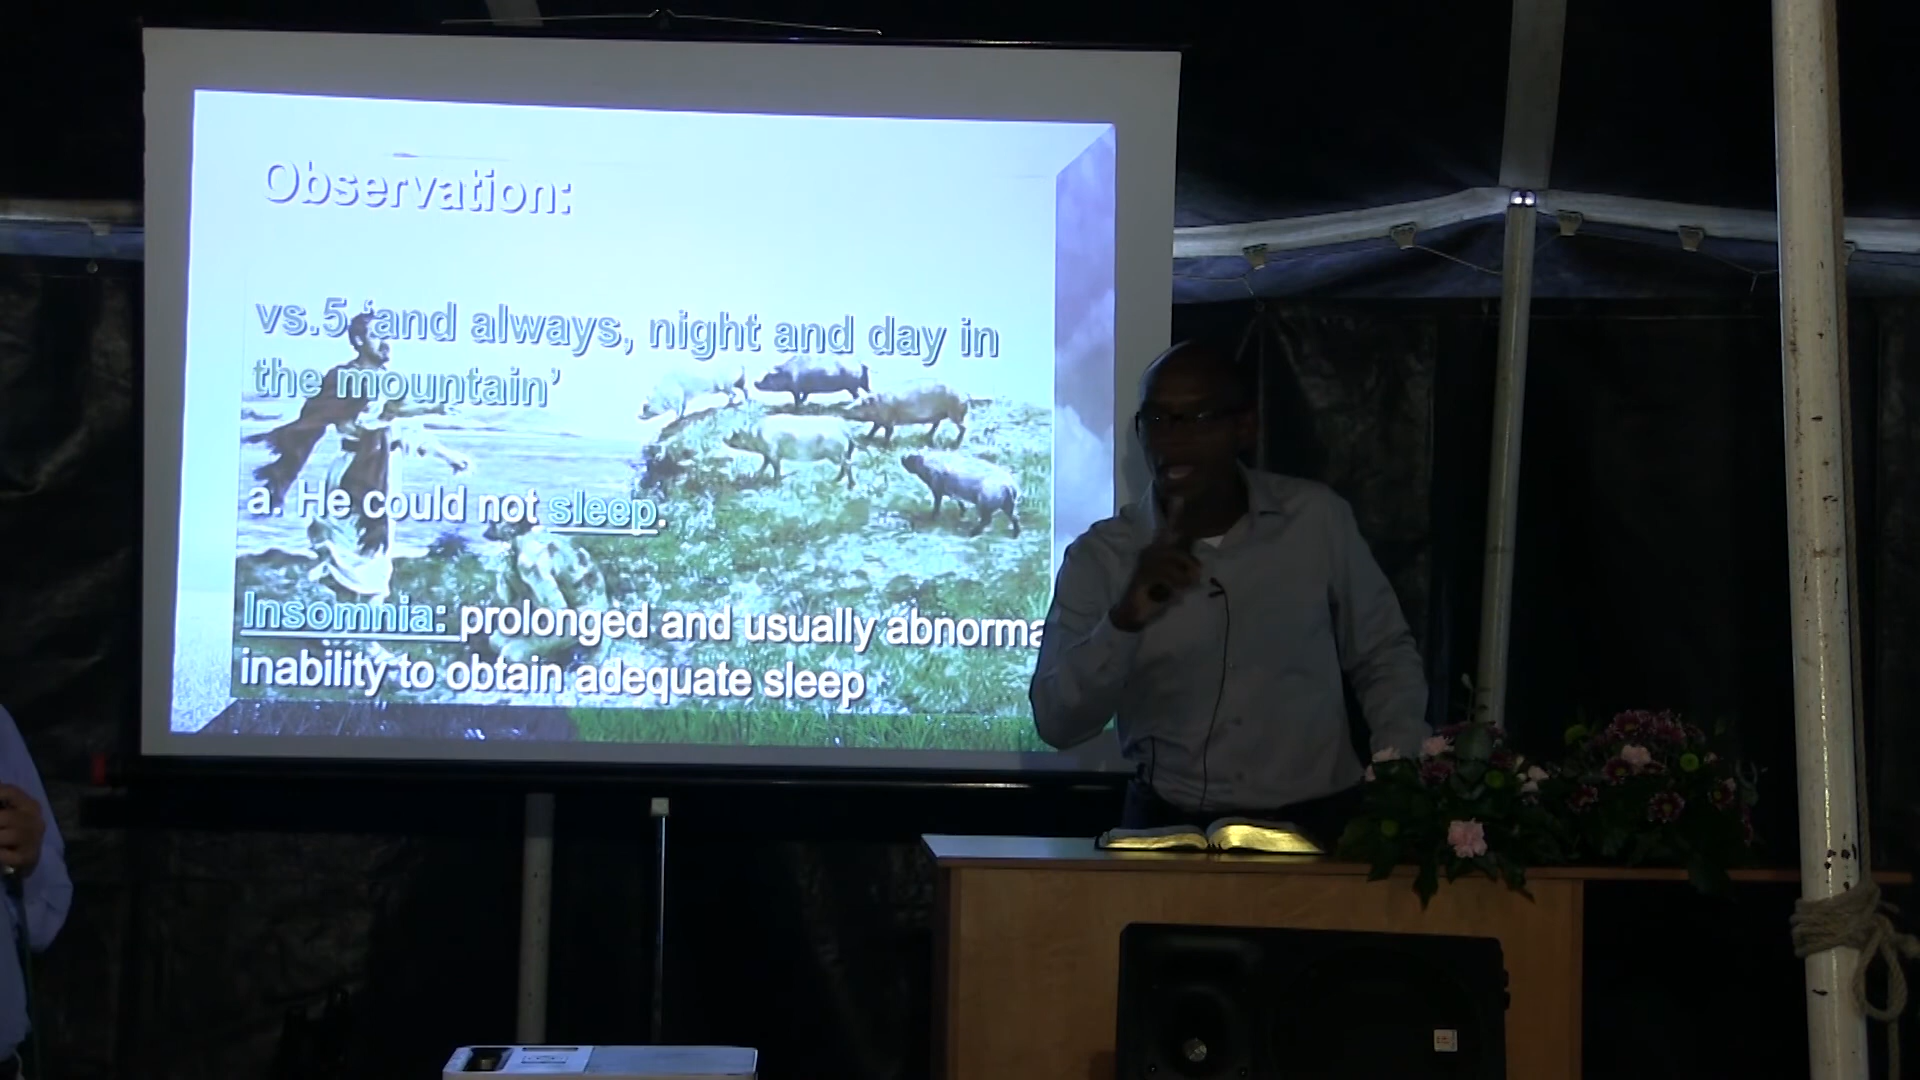 Observation:
vs.5 ‘and always, night and day in
the mountain’
a. He could not sleep.
Insomnia: prolonged and usually abnorma
inability to obtain adequate sleep